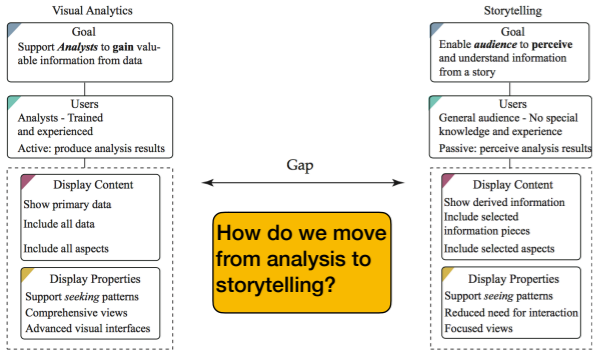 Visual Analytics
Goal
Support Analysts to gain valu-
able information from data
Users
Analysts - Trained
and experienced
Active: produce analysis results
Display Content
Show primary data
Include all data
Include all aspects
Display Properties
Support seeking patterns
Comprehensive views
Advanced visual interfaces
Gap
How do we move
from analysis to
storytelling?
Storytelling
Goal
Enable audience to perceive
and understand information
from a story
Users
General audience - No special
knowledge and experience
Passive: perceive analysis results
Display Content
Show derived information
Include selected
information pieces
Include selected aspects
Display Properties
Support seeing patterns
Reduced need for interaction
Focused views